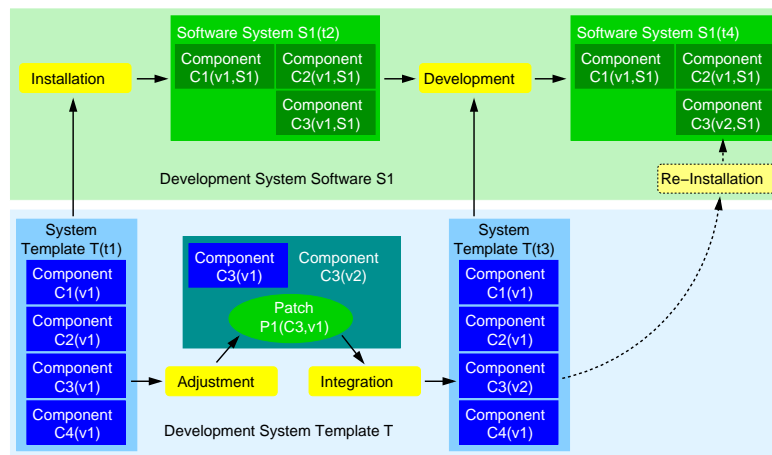 Software System S1(t2)
Component
C1(v1,S1)
Component
C2(v1,S1)
Component
C3(v1,S1)
Installation
Development
Software System S1(t4)
Component
C1(v1,S1)
Component
C2(v1,S1)
Component
C3(v2,S1)
Development System Software S1
Re−Installation
System
Template T(t1)
Component
C1(v1)
Component
C2(v1)
Component
C3(v1)
Component
C4(v1)
Component
C3(v1)
Component
C3(v2)
Patch
P1(C3,v1)
Adjustment
Integration
System
Template T(t3)
Component
C1(v1)
Component
C2(v1)
Component
C3(v2)
Component
C4(v1)
Development System Template T